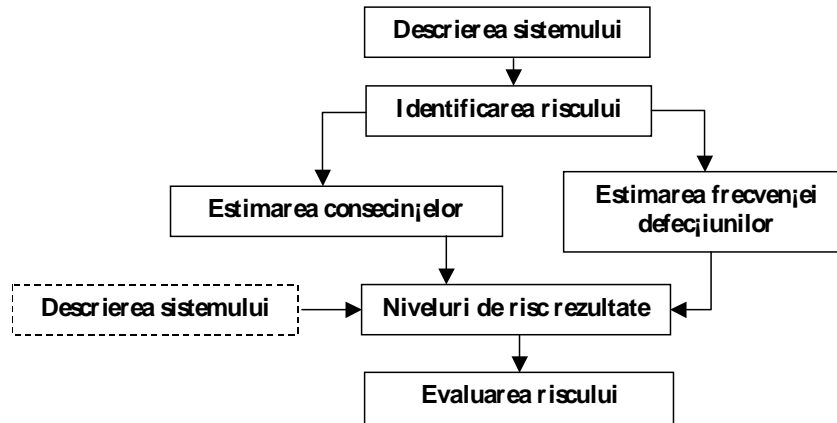 Descrierea sistemului
Identificarea riscului
Estimarea consecin¡elor
Estimarea frecven¡ei
defec¡iunilor
Descrierea sistemului
Niveluri de risc rezultate
Evaluarea riscului